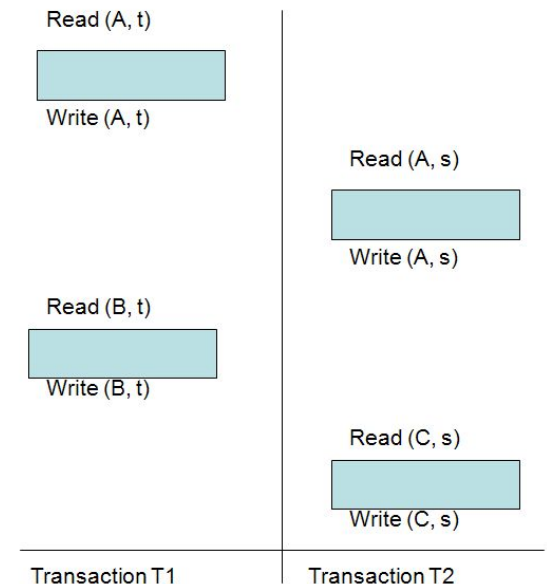 Read (A, t)
Write (A, t)
Read (A, s)
Write (A, s)
Read (B, t)
Write (B, t)
Read (C, s)
Write (C, s)
Transaction T1
Transaction T2